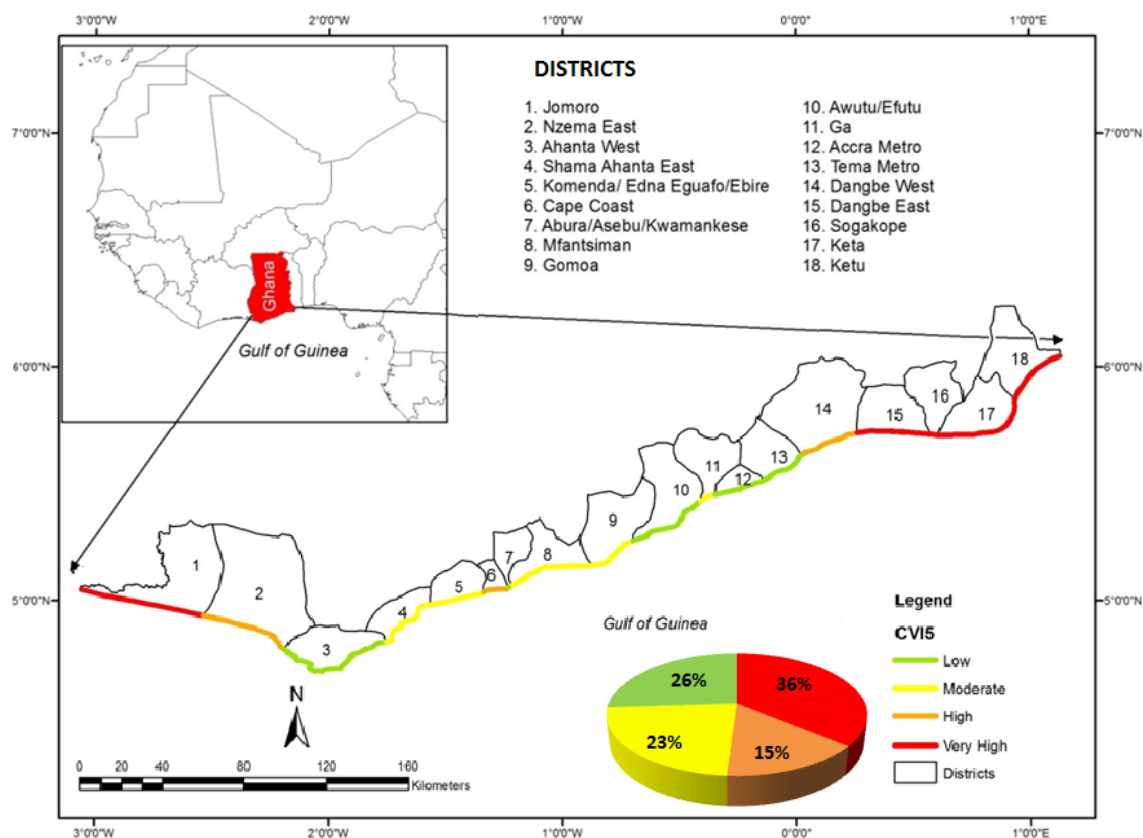 3°0'0"W 2°0'0"W 1°0'0"W 0°0'0" 1°0'0"E
DISTRICTS
1. Jomoro
2. Nzema East
3. Ahanta West
4. Shama Ahanta East
5. Komenda/ Edna Eguafo/Ebire
6. Cape Coast
7. Abura/Asebu/Kwamankese
8. Mfantsiman
9. Gomoa
10. Awutu/Efutu
11. Ga
12. Accra Metro
13. Tema Metro
14. Dangbe West
15. Dangbe East
16. Sogakope
17. Keta
18. Ketu
7°0'0"N
7°0'0"N
Ghana
Gulf of Guinea
6°0'0"N
6°0'0"N
18
16
17
15
14
13
12
11
10
9
8
7
6
5
4
3
2
1
5°0'0"N
5°0'0"N
Gulf of Guinea
Legend
CVI5
Low
Moderate
High
Very High
Districts
26%
36%
23%
15%
N
0 20 40 80 120 160
Kilometers
3°0'0"W 2°0'0"W 1°0'0"W 0°0'0" 1°0'0"E